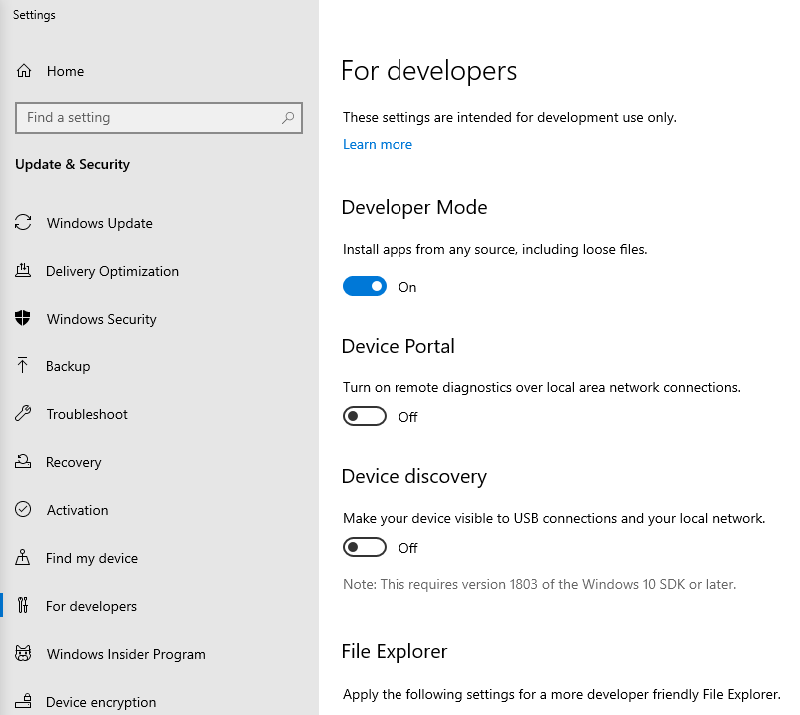 Settings
Home
Find a setting
Update & Security
Windows Update
Delivery Optimization
Windows Security
Backup
Troubleshoot
Recovery
Activation
Find my device
For developers
Windows Insider Program
Device encryption
For developers
These settings are intended for development use only.
Learn more
Developer Mode
Install apps from any source, including loose files.
On
Device Portal
Turn on remote diagnostics over local area network connections.
Off
Device discovery
Make your device visible to USB connections and your local network.
Off
Note: This requires version 1803 of the Windows 10 SDK or later.
File Explorer
Apply the following settings for a more developer friendly File Explorer.